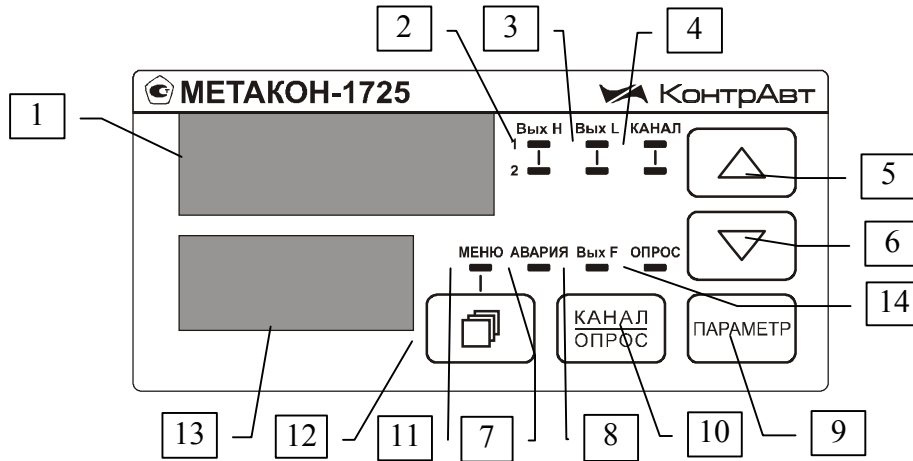 2 3 4
МЕТАКОН-1725 КонтрАвт
1
Вых Н Вых L КАНАЛ
1
2
5
6
МЕНЮ АВАРИЯ Вых F ОПРОС
14
КАНАЛ
ОПРОС
ПАРАМЕТР
13 12 11 7 8 10 9